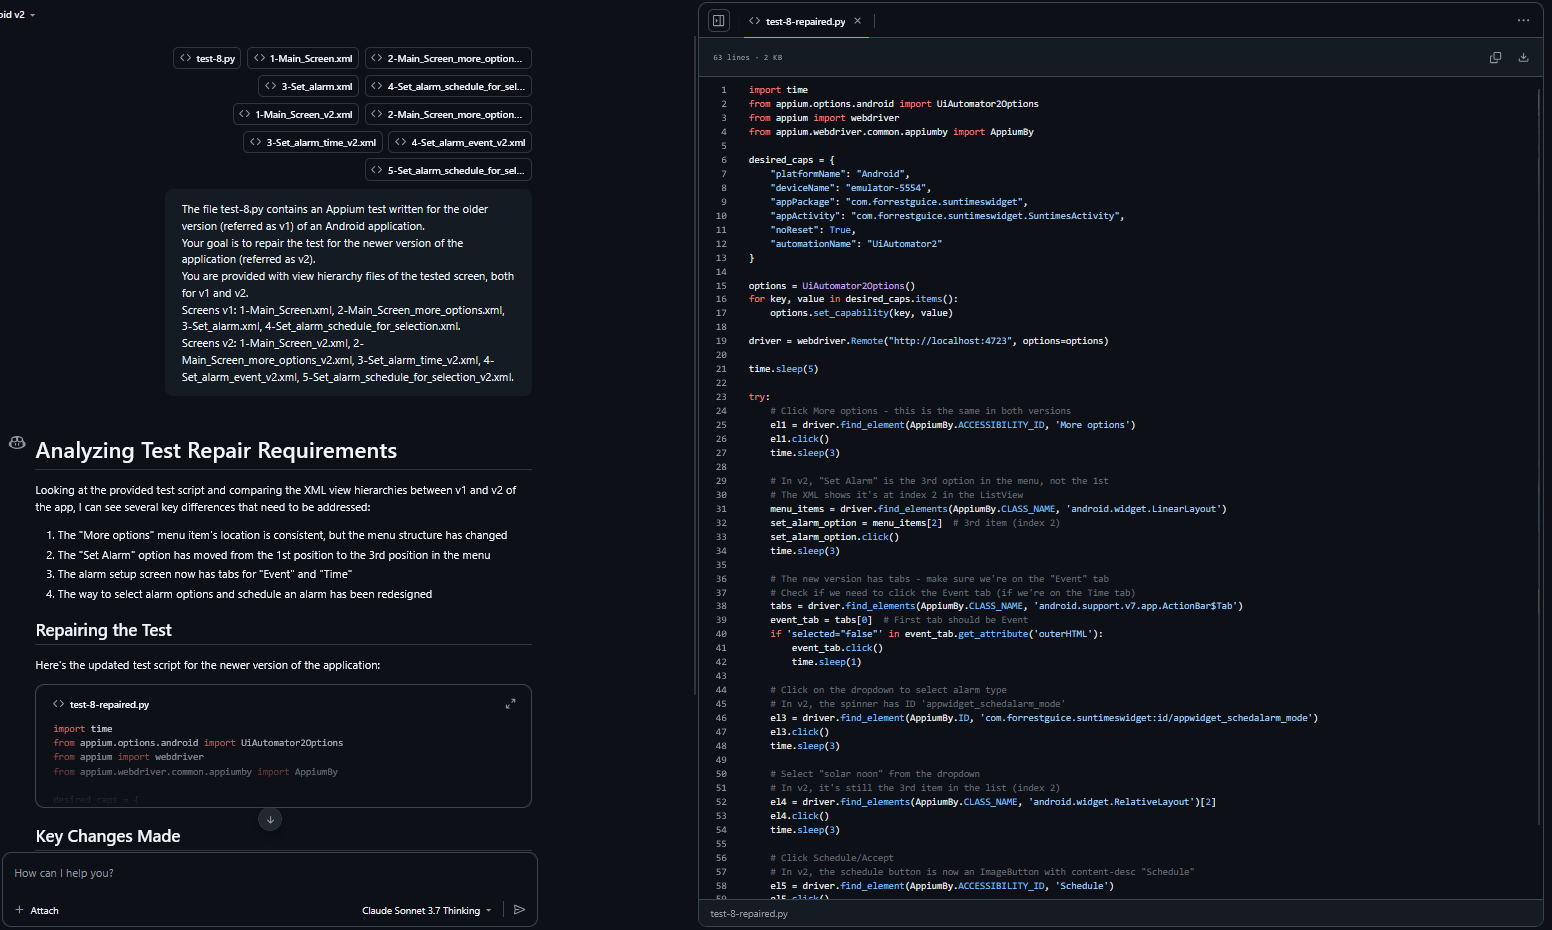 oid v2
test-8.py
1-Main_Screen.xml
2-Main_Screen_more_option...
3-Set_alarm.xml
4-Set_alarm_schedule_for_sel...
1-Main_Screen_v2.xml
2-Main_Screen_more_option...
3-Set_alarm_time_v2.xml
4-Set_alarm_event_v2.xml
5-Set_alarm_schedule_for_sel...
The file test-8.py contains an Appium test written for the older
version (referred as v1) of an Android application.
Your goal is to repair the test for the newer version of the
application (referred as v2).
You are provided with view hierarchy files of the tested screen, both
for v1 and v2.
Screens v1: 1-Main_Screen.xml, 2-Main_Screen_more_options.xml,
3-Set_alarm.xml, 4-Set_alarm_schedule_for_selection.xml.
Screens v2: 1-Main_Screen_v2.xml, 2-
Main_Screen_more_options_v2.xml, 3-Set_alarm_time_v2.xml, 4-
Set_alarm_event_v2.xml, 5-Set_alarm_schedule_for_selection_v2.xml.
Analyzing Test Repair Requirements
Looking at the provided test script and comparing the XML view hierarchies between v1 and v2 of
the app, I can see several key differences that need to be addressed:
1. The "More options" menu item's location is consistent, but the menu structure has changed
2. The "Set Alarm" option has moved from the 1st position to the 3rd position in the menu
3. The alarm setup screen now has tabs for "Event" and "Time"
4. The way to select alarm options and schedule an alarm has been redesigned
Repairing the Test
Here's the updated test script for the newer version of the application:
test-8-repaired.py
import time
from appium.options.android import UiAutomator2Options
from appium import webdriver
from appium.webdriver.common.appiumby import AppiumBy
desired_caps = {
Key Changes Made
How can I help you?
Attach
Claude Sonnet 3.7 Thinking
test-8-repaired.py
63 lines · 2 KB
1 import time
2 from appium.options.android import UiAutomator2Options
3 from appium import webdriver
4 from appium.webdriver.common.appiumby import AppiumBy
5
6 desired_caps = {
7     "platformName": "Android",
8     "deviceName": "emulator-5554",
9     "appPackage": "com.forrestguice.suntimeswidget",
10     "appActivity": "com.forrestguice.suntimeswidget.SuntimesActivity",
11     "noReset": True,
12     "automationName": "UiAutomator2"
13 }
14
15 options = UiAutomator2Options()
16 for key, value in desired_caps.items():
17     options.set_capability(key, value)
18
19 driver = webdriver.Remote("http://localhost:4723", options=options)
20
21 time.sleep(5)
22
23 try:
24     # Click More options - this is the same in both versions
25     el1 = driver.find_element(AppiumBy.ACCESSIBILITY_ID, 'More options')
26     el1.click()
27     time.sleep(3)
28
29     # In v2, "Set Alarm" is the 3rd option in the menu, not the 1st
30     # The XML shows it's at index 2 in the ListView
31     menu_items = driver.find_elements(AppiumBy.CLASS_NAME, 'android.widget.LinearLayout')
32     set_alarm_option = menu_items[2]  # 3rd item (index 2)
33     set_alarm_option.click()
34     time.sleep(3)
35
36     # The new version has tabs - make sure we're on the "Event" tab
37     # Check if we need to click the Event tab (if we're on the Time tab)
38     tabs = driver.find_elements(AppiumBy.CLASS_NAME, 'android.support.v7.app.ActionBar$Tab')
39     event_tab = tabs[0]  # First tab should be Event
40     if 'selected="false"' in event_tab.get_attribute('outerHTML'):
41         event_tab.click()
42         time.sleep(1)
43
44     # Click on the dropdown to select alarm type
45     # In v2, the spinner has ID 'appwidget_schedalarm_mode'
46     el3 = driver.find_element(AppiumBy.ID, 'com.forrestguice.suntimeswidget:id/appwidget_schedalarm_mode')
47     el3.click()
48     time.sleep(3)
49
50     # Select "solar noon" from the dropdown
51     # In v2, it's still the 3rd item in the list (index 2)
52     el4 = driver.find_elements(AppiumBy.CLASS_NAME, 'android.widget.RelativeLayout')[2]
53     el4.click()
54     time.sleep(3)
55
56     # Click Schedule/Accept
57     # In v2, the schedule button is now an ImageButton with content-desc "Schedule"
58     el5 = driver.find_element(AppiumBy.ACCESSIBILITY_ID, 'Schedule')
59     el5.click()
test-8-repaired.py